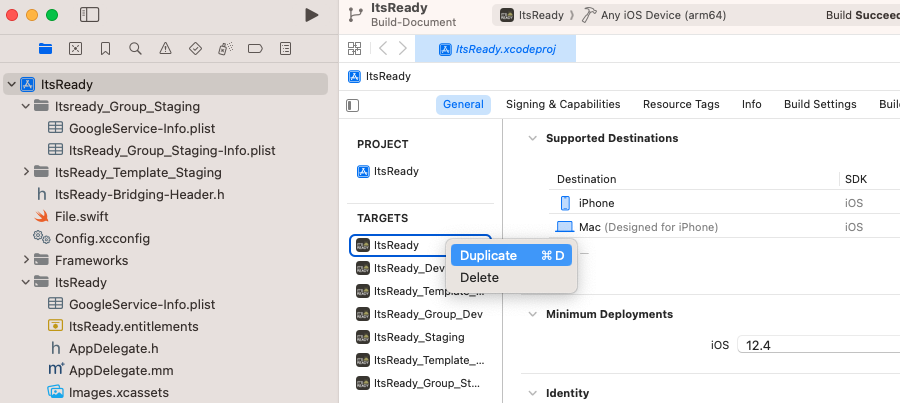 ItsReady
Build-Document
ItsReady
Any iOS Device (arm64)
Build Succee
ItsReady.xcodeproj
ItsReady
ItsReady
Itsready_Group_Staging
GoogleService-Info.plist
ItsReady_Group_Staging-Info.plist
ItsReady_Template_Staging
ItsReady-Bridging-Header.h
File.swift
Config.xcconfig
Frameworks
ItsReady
GoogleService-Info.plist
ItsReady.entitlements
AppDelegate.h
AppDelegate.mm
Images.xcassets
General
Signing & Capabilities
Resource Tags
Info
Build Settings
Buil
PROJECT
ItsReady
TARGETS
ItsReady
ItsReady_Dev
ItsReady_Template_...
ItsReady_Group_Dev
ItsReady_Staging
ItsReady_Template_...
ItsReady_Group_St...
Duplicate ⌘ D
Delete
Supported Destinations
Destination
SDK
iPhone
iOS
Mac (Designed for iPhone)
iOS
Minimum Deployments
iOS
12.4
Identity